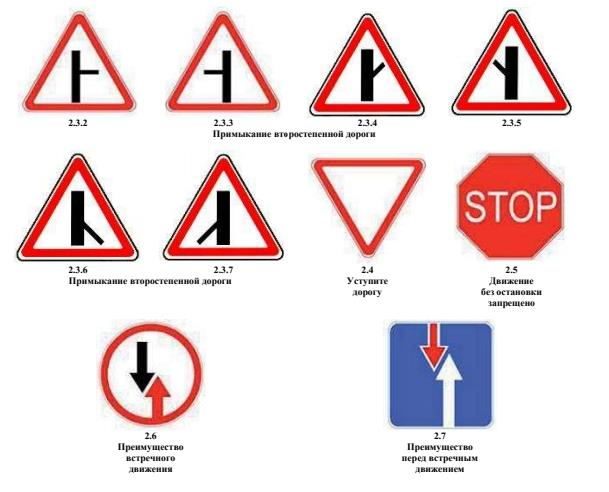 2.3.2
2.3.3
2.3.4
2.3.5
Примыкание второстепенной дороги
STOP
2.3.6
2.3.7
Примыкание второстепенной дороги
2.4
Уступите
дорогу
2.5
Движение
без остановки
запрещено
2.6
Преимущество
встречного
движения
2.7
Преимущество
перед встречным
движением